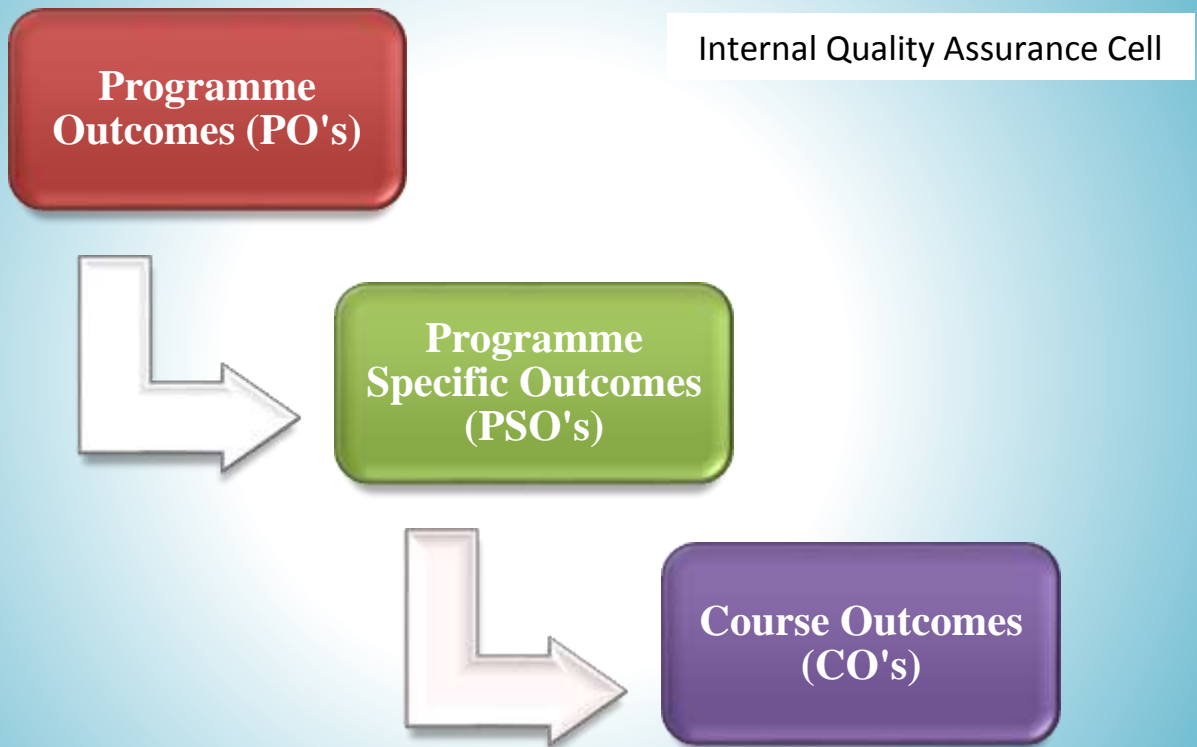 Internal Quality Assurance Cell
Programme
Outcomes (PO's)
Programme
Specific Outcomes
(PSO's)
Course Outcomes
(CO's)